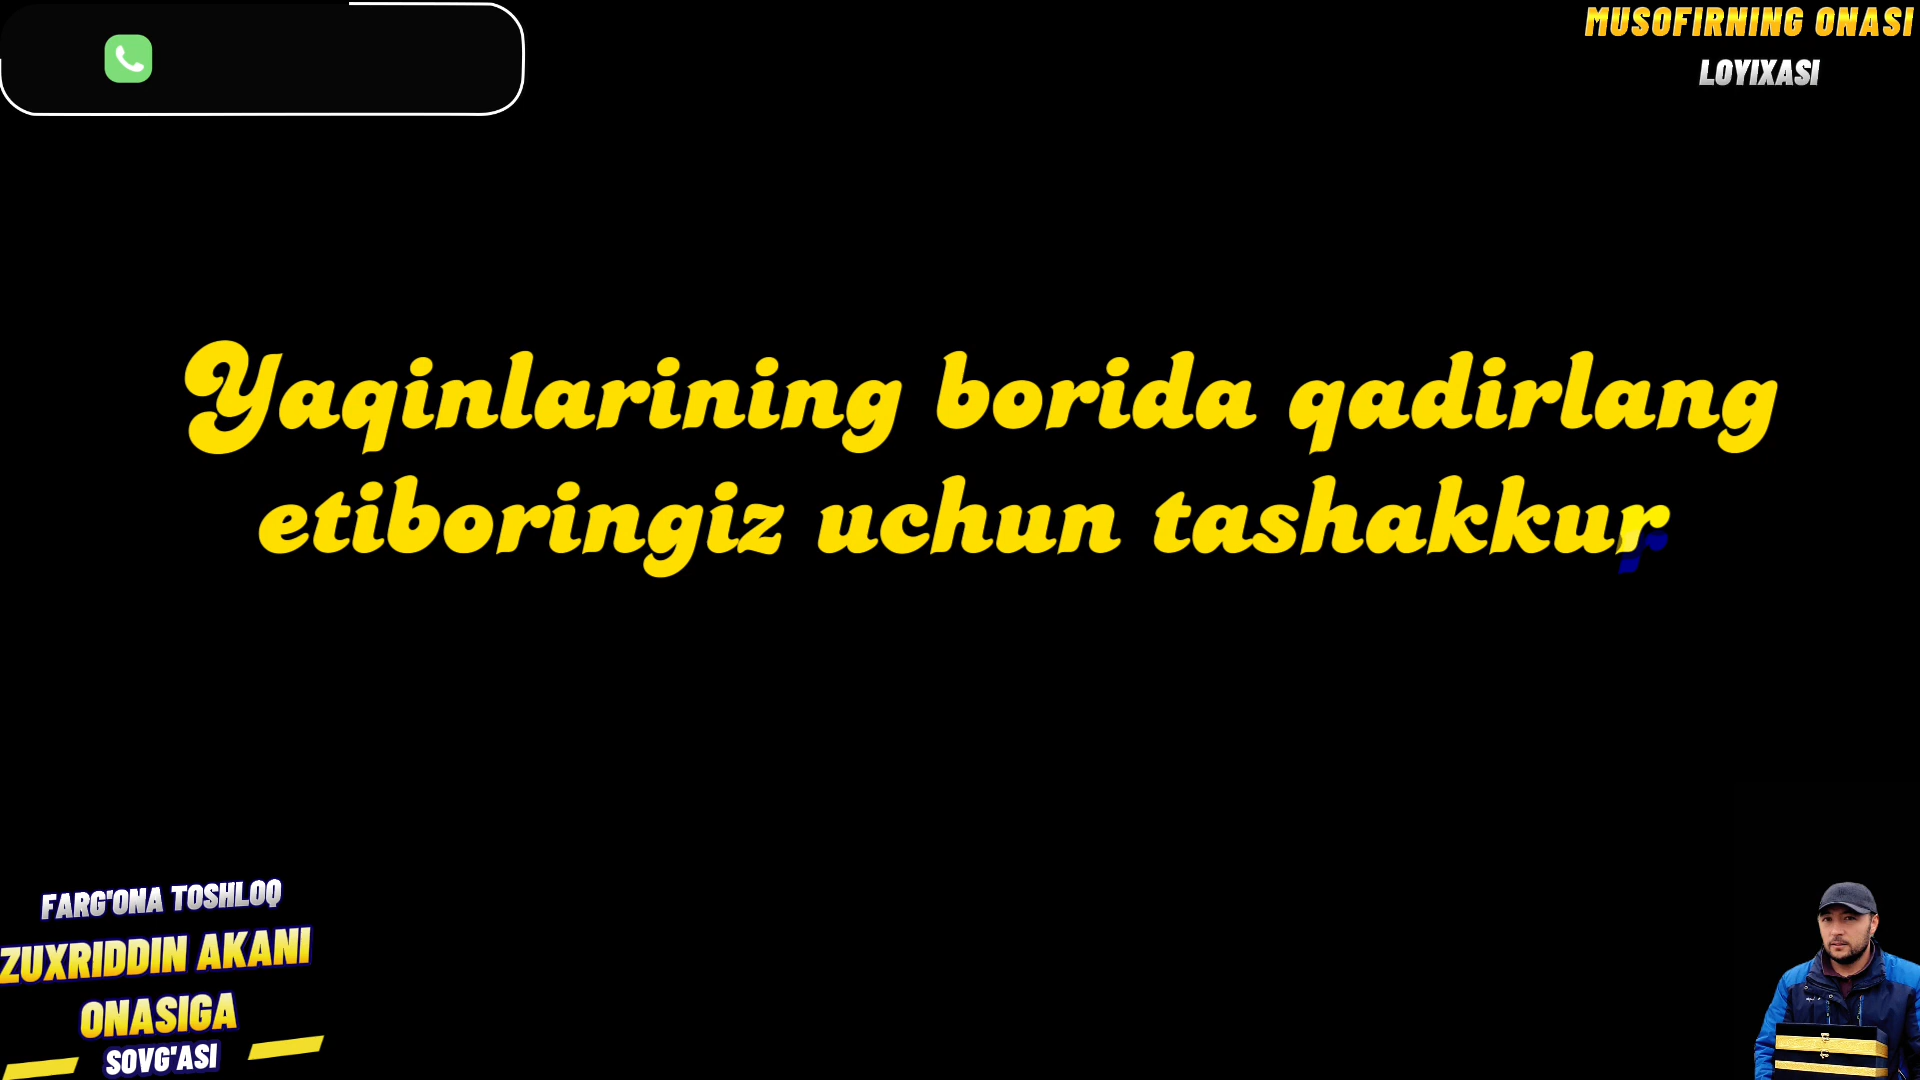 MUSOFIRNING ONASI
LOYIXASI
Yaqinlarining borida qadirlang
etiboringiz uchun tashakkur
FARG'ONA TOSHLOQ
ZUXRIDDIN AKANI
ONASIGA
SOVG'ASI